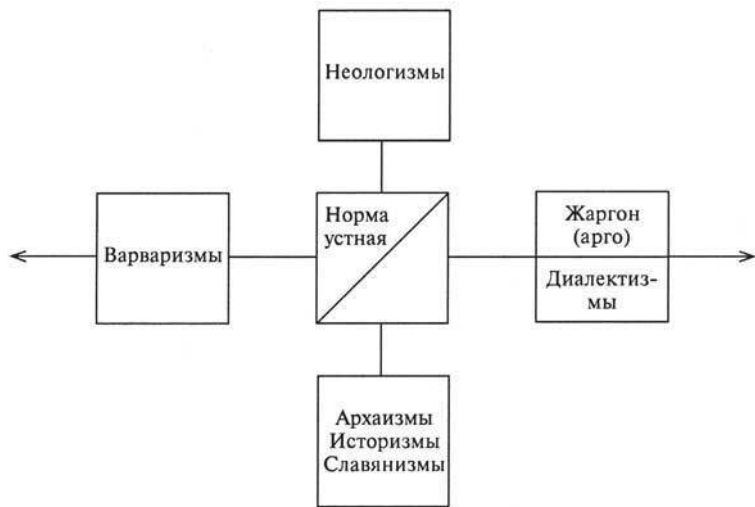 Неологизмы
Норма
устная
Варваризмы
Жаргон
(арго)
Диалектиз-
мы
Архаизмы
Историзмы
Славянизмы